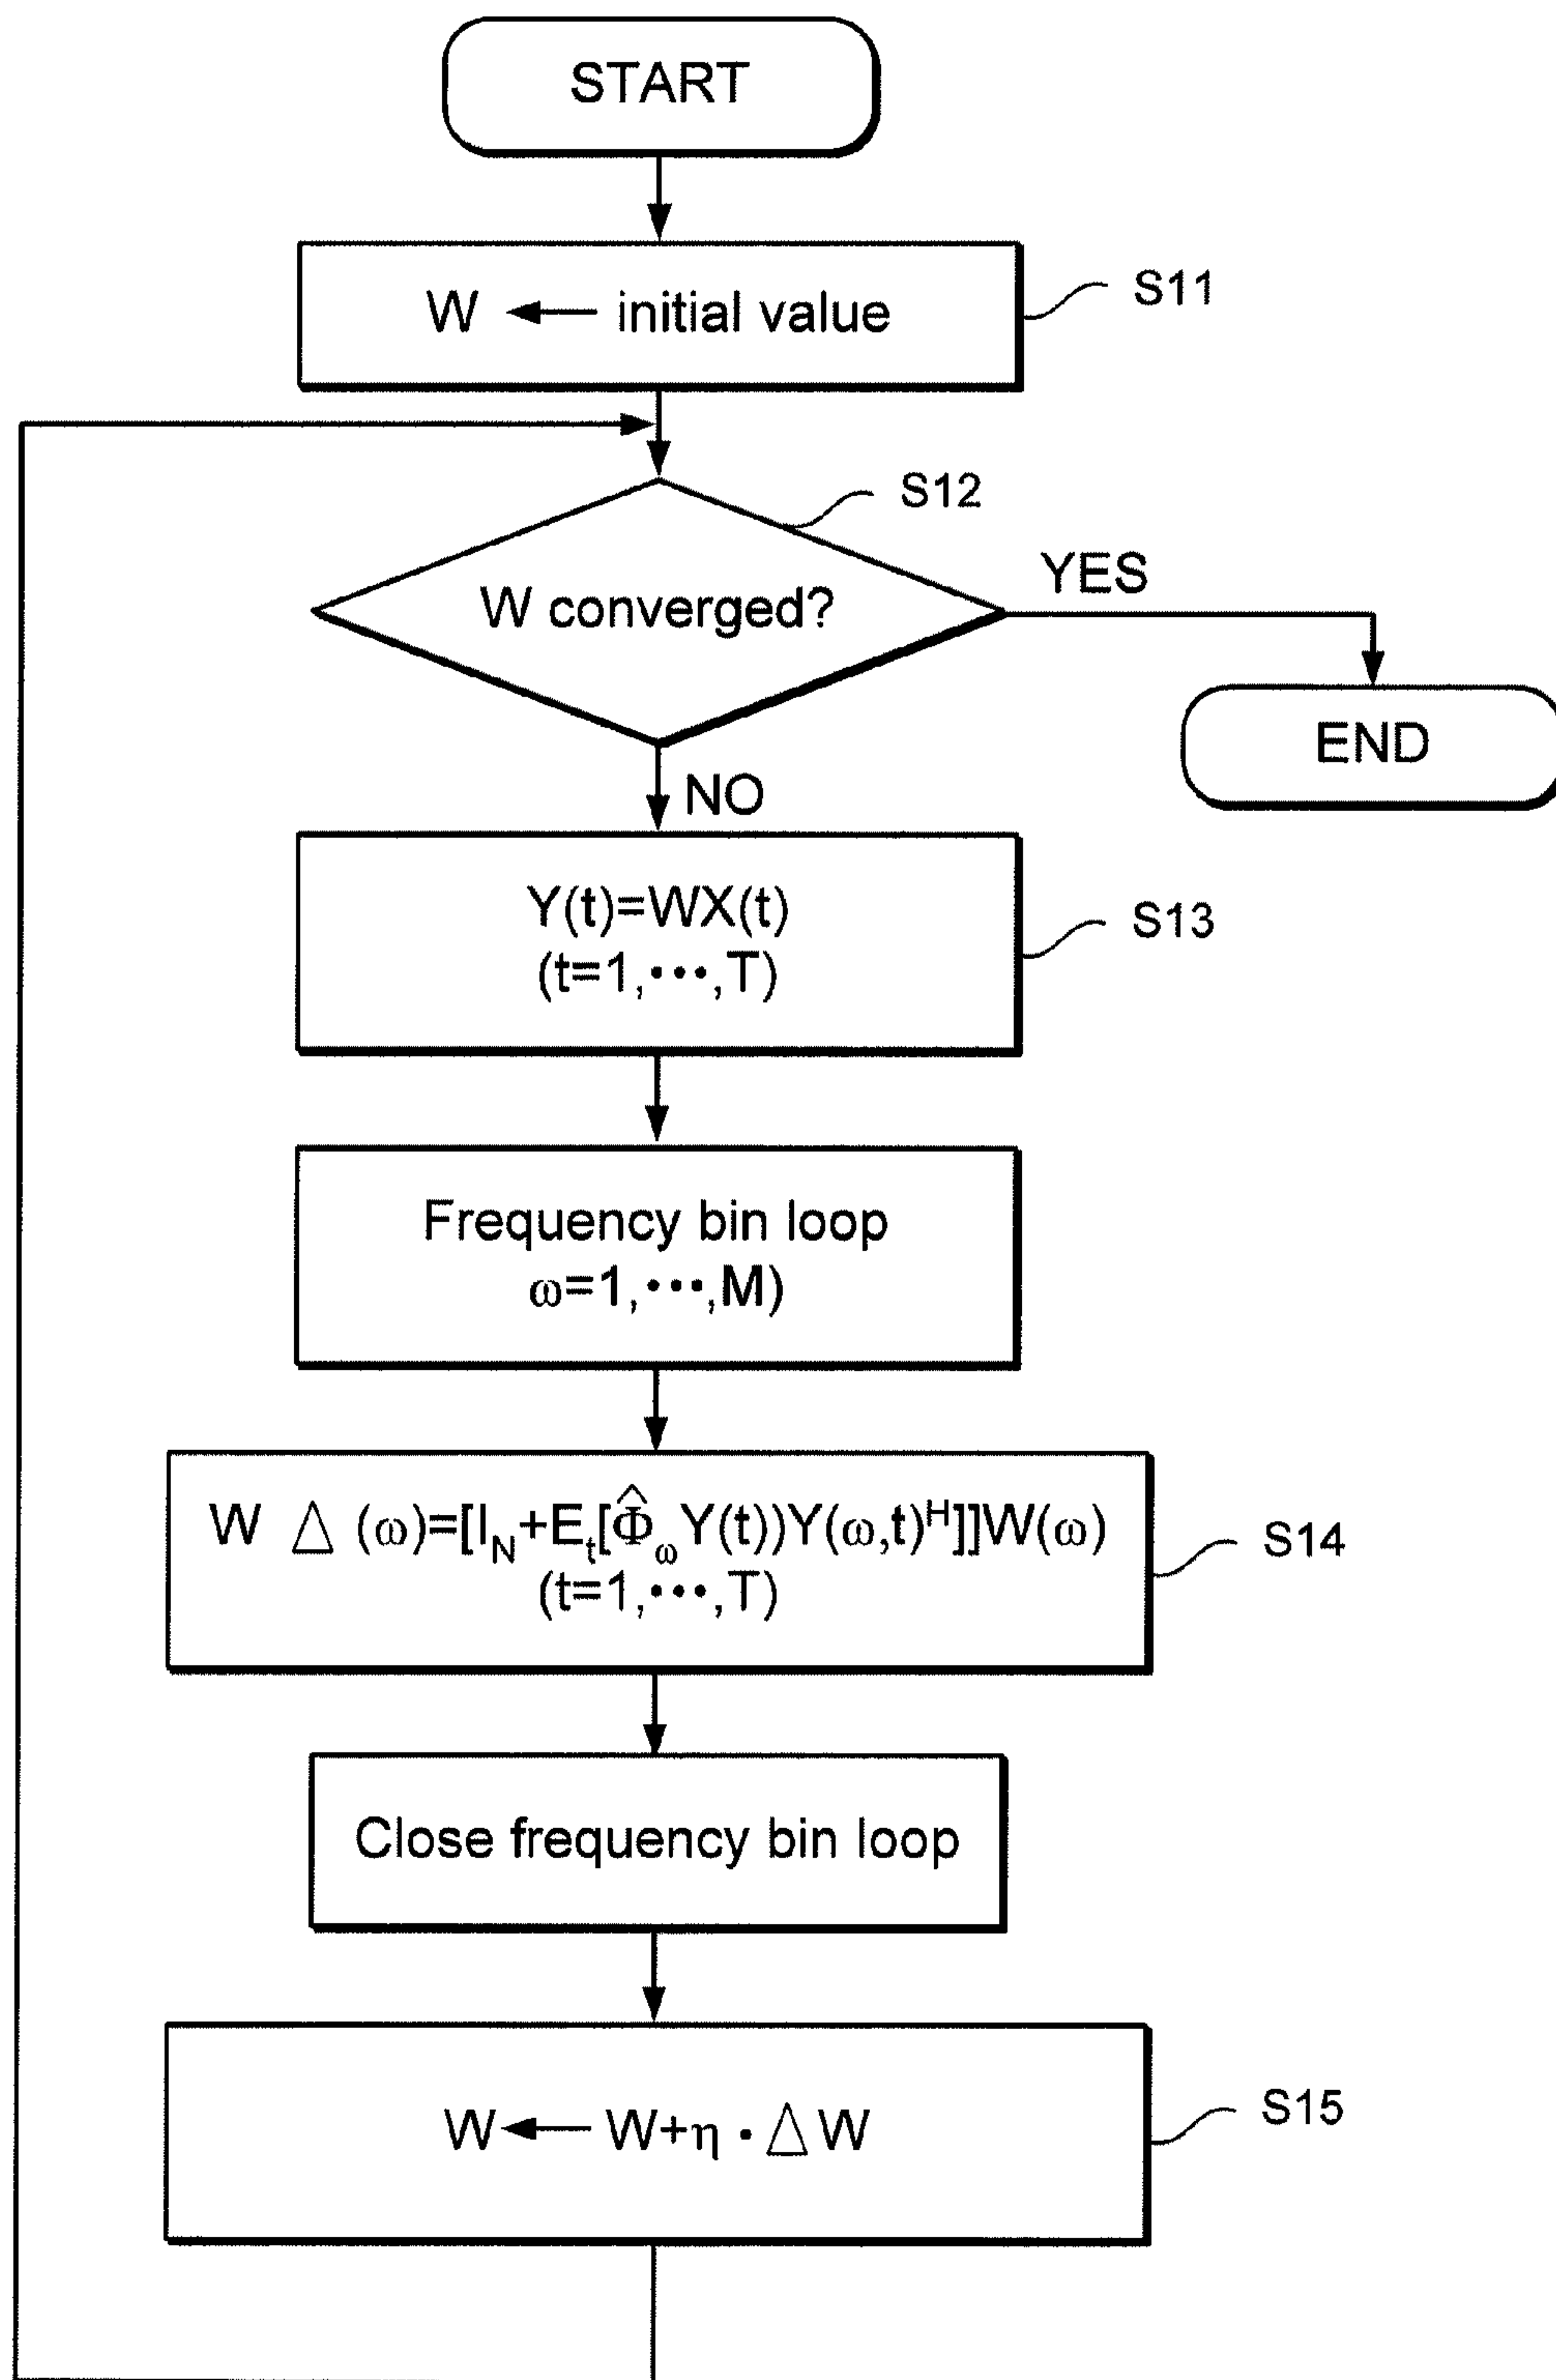 START
W ← initial value
S11
S12
W converged?
YES
END
NO
Y(t)=WX(t)
(t=1,⋯,T)
S13
Frequency bin loop
ω=1,⋯,M)
W △ (ω)=[I_N+E_t[Φ̂_ω Y(t))Y(ω,t)^H]]W(ω)
(t=1,⋯,T)
S14
Close frequency bin loop
W ← W+η · △ W
S15